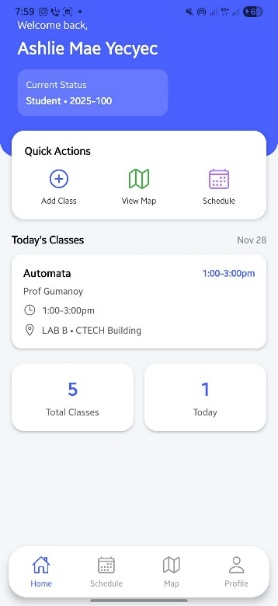 7:59
Welcome back,
Ashlie Mae Yecyec
Current Status
Student • 2025-100
Quick Actions
Add Class
View Map
Schedule
Today's Classes
Nov 28
Automata
1:00-3:00pm
Prof Gumanoy
1:00-3:00pm
LAB B • CTECH Building
5
Total Classes
1
Today
Home
Schedule
Map
Profile